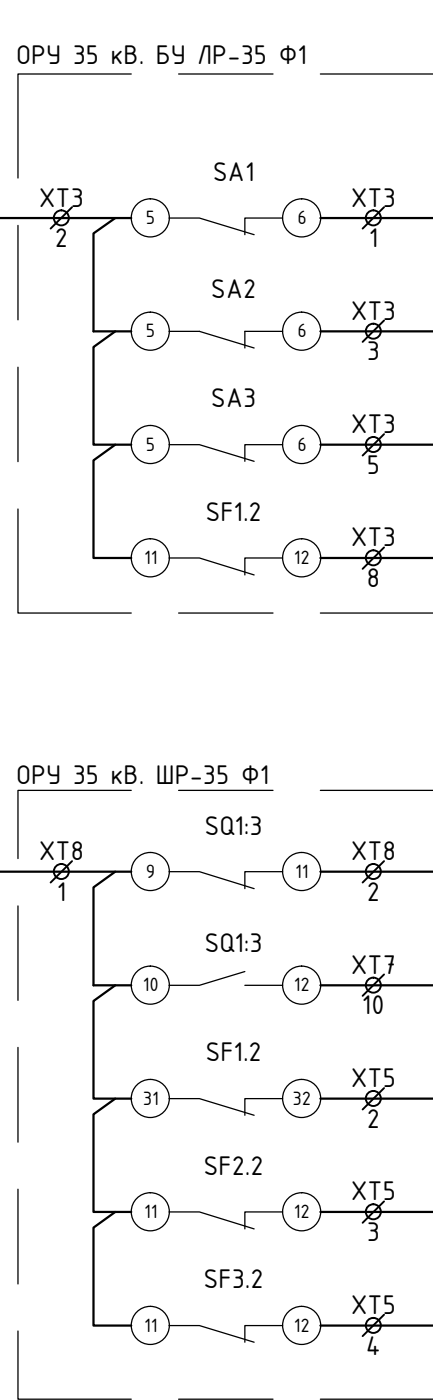 ОРУ 35 кВ. БУ ЛР-35 Ф1
SA1
XT3 5 6 XT3
2 1
SA2
5 6 XT3
3
SA3
5 6 XT3
5
SF1.2
11 12 XT3
8
ОРУ 35 кВ. ШР-35 Ф1
SQ1:3
XT8 9 11 XT8
1 2
SQ1:3
10 12 XT7
10
SF1.2
31 32 XT5
2
SF2.2
11 12 XT5
3
SF3.2
11 12 XT5
4